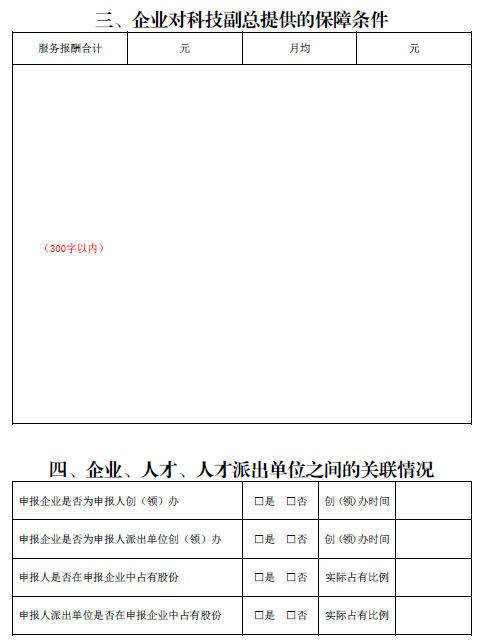 三、企业对科技副总提供的保障条件
服务报酬合计 元 月均 元
（300字以内）
四、企业、人才、人才派出单位之间的关联情况
申报企业是否为申报人创（领）办 □是 □否 创(领)办时间
申报企业是否为申报人派出单位创（领）办 □是 □否 创(领)办时间
申报人是否在申报企业中占有股份 □是 □否 实际占有比例
申报人派出单位是否在申报企业中占有股份 □是 □否 实际占有比例